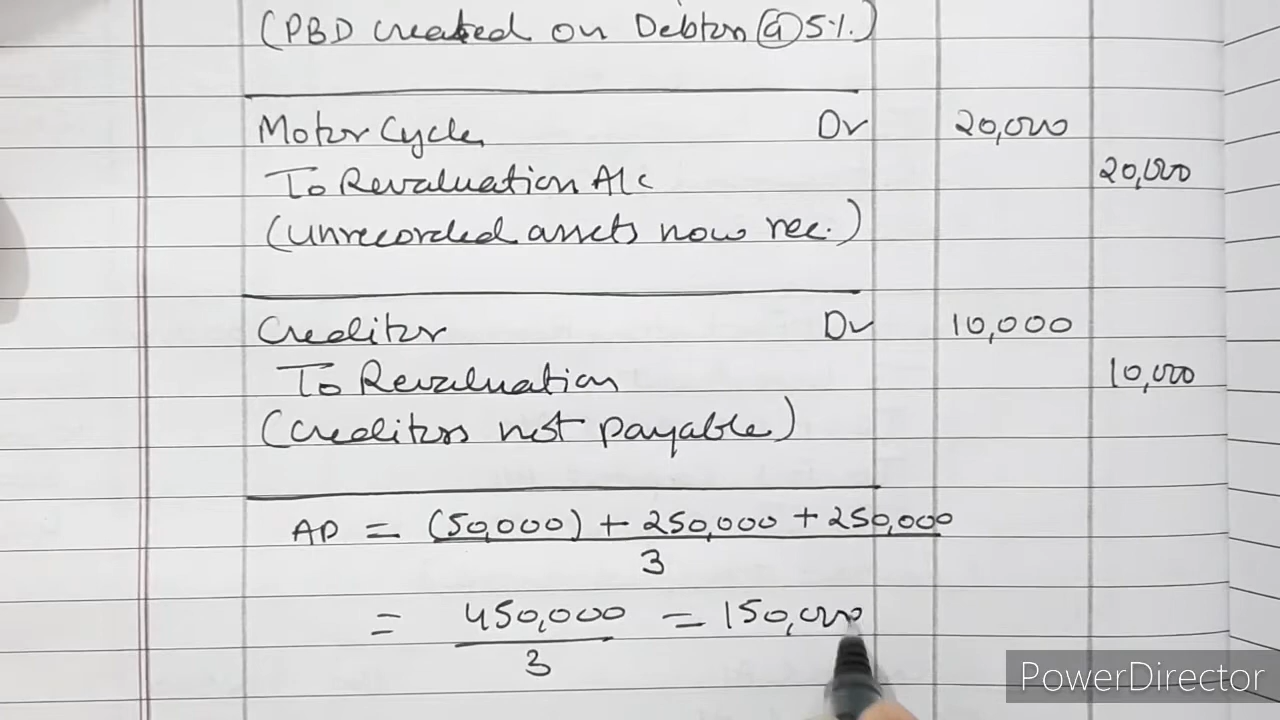 (PBD created on Debtors @ 5%.)
Motor Cycle Dr 20,000
To Revaluation A/c 20,000
(unrecorded assets now rec.)
Creditor Dr 10,000
To Revaluation 10,000
(creditors not payable)
AP = (50,000) + 250,000 + 250,000
3
= 450,000 = 150,000
3
PowerDirector